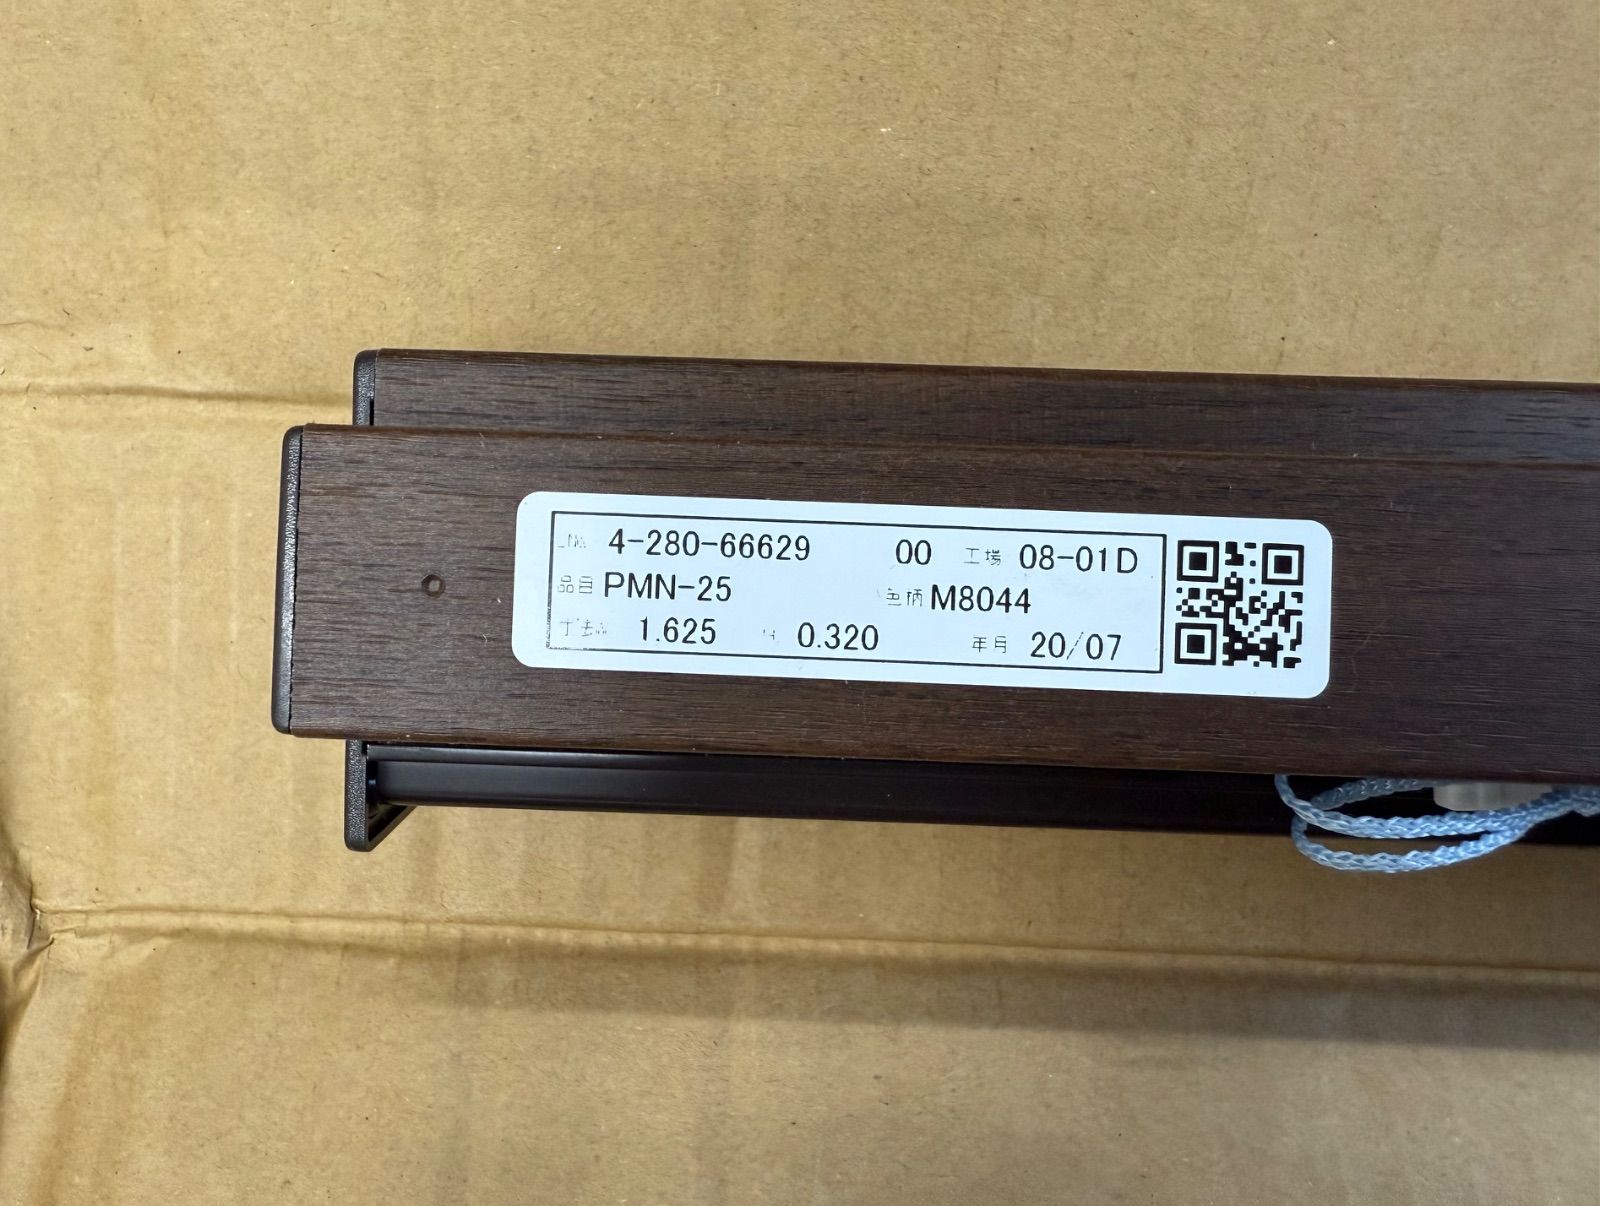 No. 4-280-66629 00 工場 08-01D
品目 PMN-25 色柄 M8044
寸法 1.625 H 0.320 年月 20/07